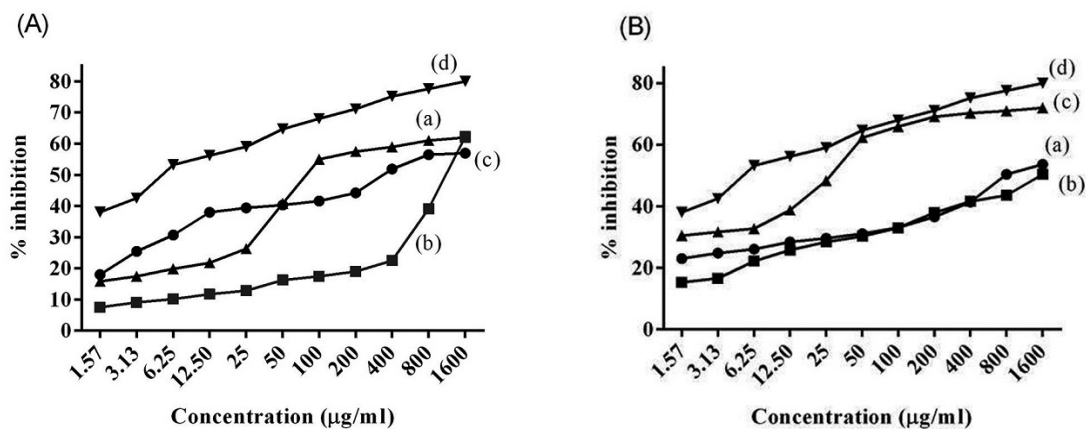 (A)
% inhibition
80
70
60
50
40
30
20
10
0
(d)
(a)
(c)
(b)
1.57
3.13
6.25
12.50
25
50
100
200
400
800
1600
Concentration (µg/ml)
(B)
% inhibition
80
60
40
20
0
(d)
(c)
(a)
(b)
1.57
3.13
6.25
12.50
25
50
100
200
400
800
1600
Concentration (µg/ml)